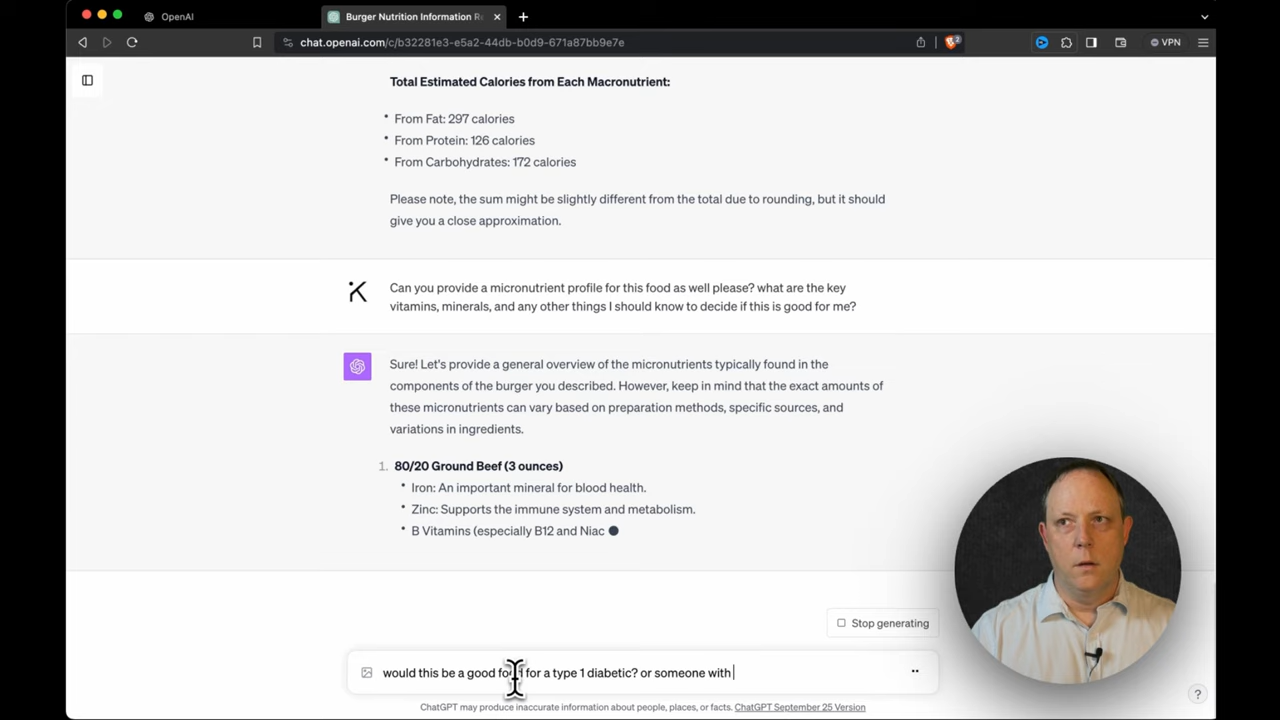 OpenAI
Burger Nutrition Information Re
chat.openai.com/c/b32281e3-e5a2-44db-b0d9-671a87bb9e7e
2
VPN
Total Estimated Calories from Each Macronutrient:
• From Fat: 297 calories
• From Protein: 126 calories
• From Carbohydrates: 172 calories
Please note, the sum might be slightly different from the total due to rounding, but it should
give you a close approximation.
Can you provide a micronutrient profile for this food as well please? what are the key
vitamins, minerals, and any other things I should know to decide if this is good for me?
Sure! Let's provide a general overview of the micronutrients typically found in the
components of the burger you described. However, keep in mind that the exact amounts of
these micronutrients can vary based on preparation methods, specific sources, and
variations in ingredients.
1. 80/20 Ground Beef (3 ounces)
• Iron: An important mineral for blood health.
• Zinc: Supports the immune system and metabolism.
• B Vitamins (especially B12 and Niac
Stop generating
would this be a good food for a type 1 diabetic? or someone with
ChatGPT may produce inaccurate information about people, places, or facts. ChatGPT September 25 Version
?